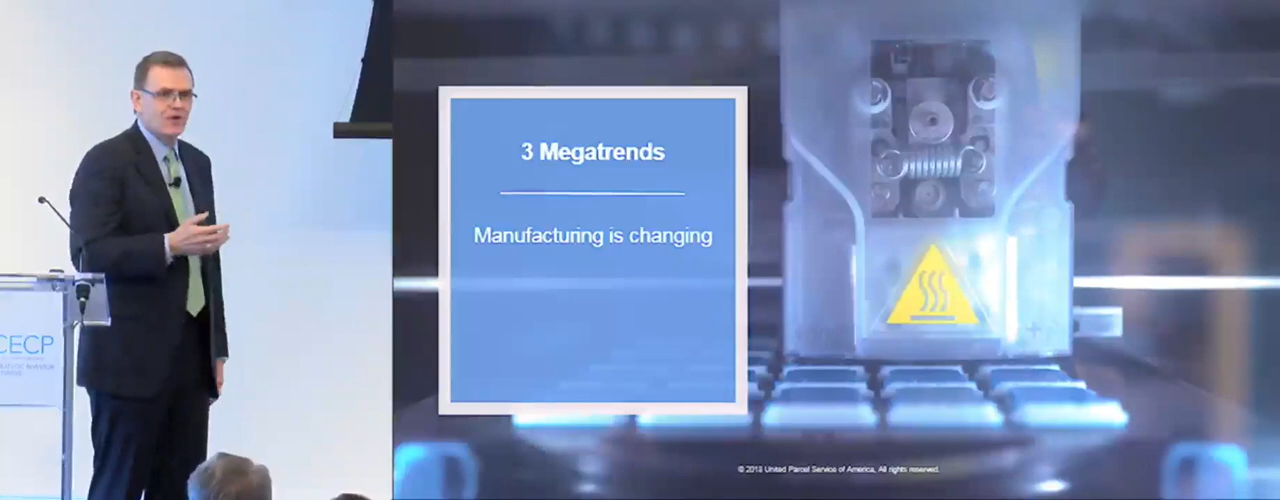 CECP
3 Megatrends
Manufacturing is changing
© 2018 United Parcel Service of America, All rights reserved.